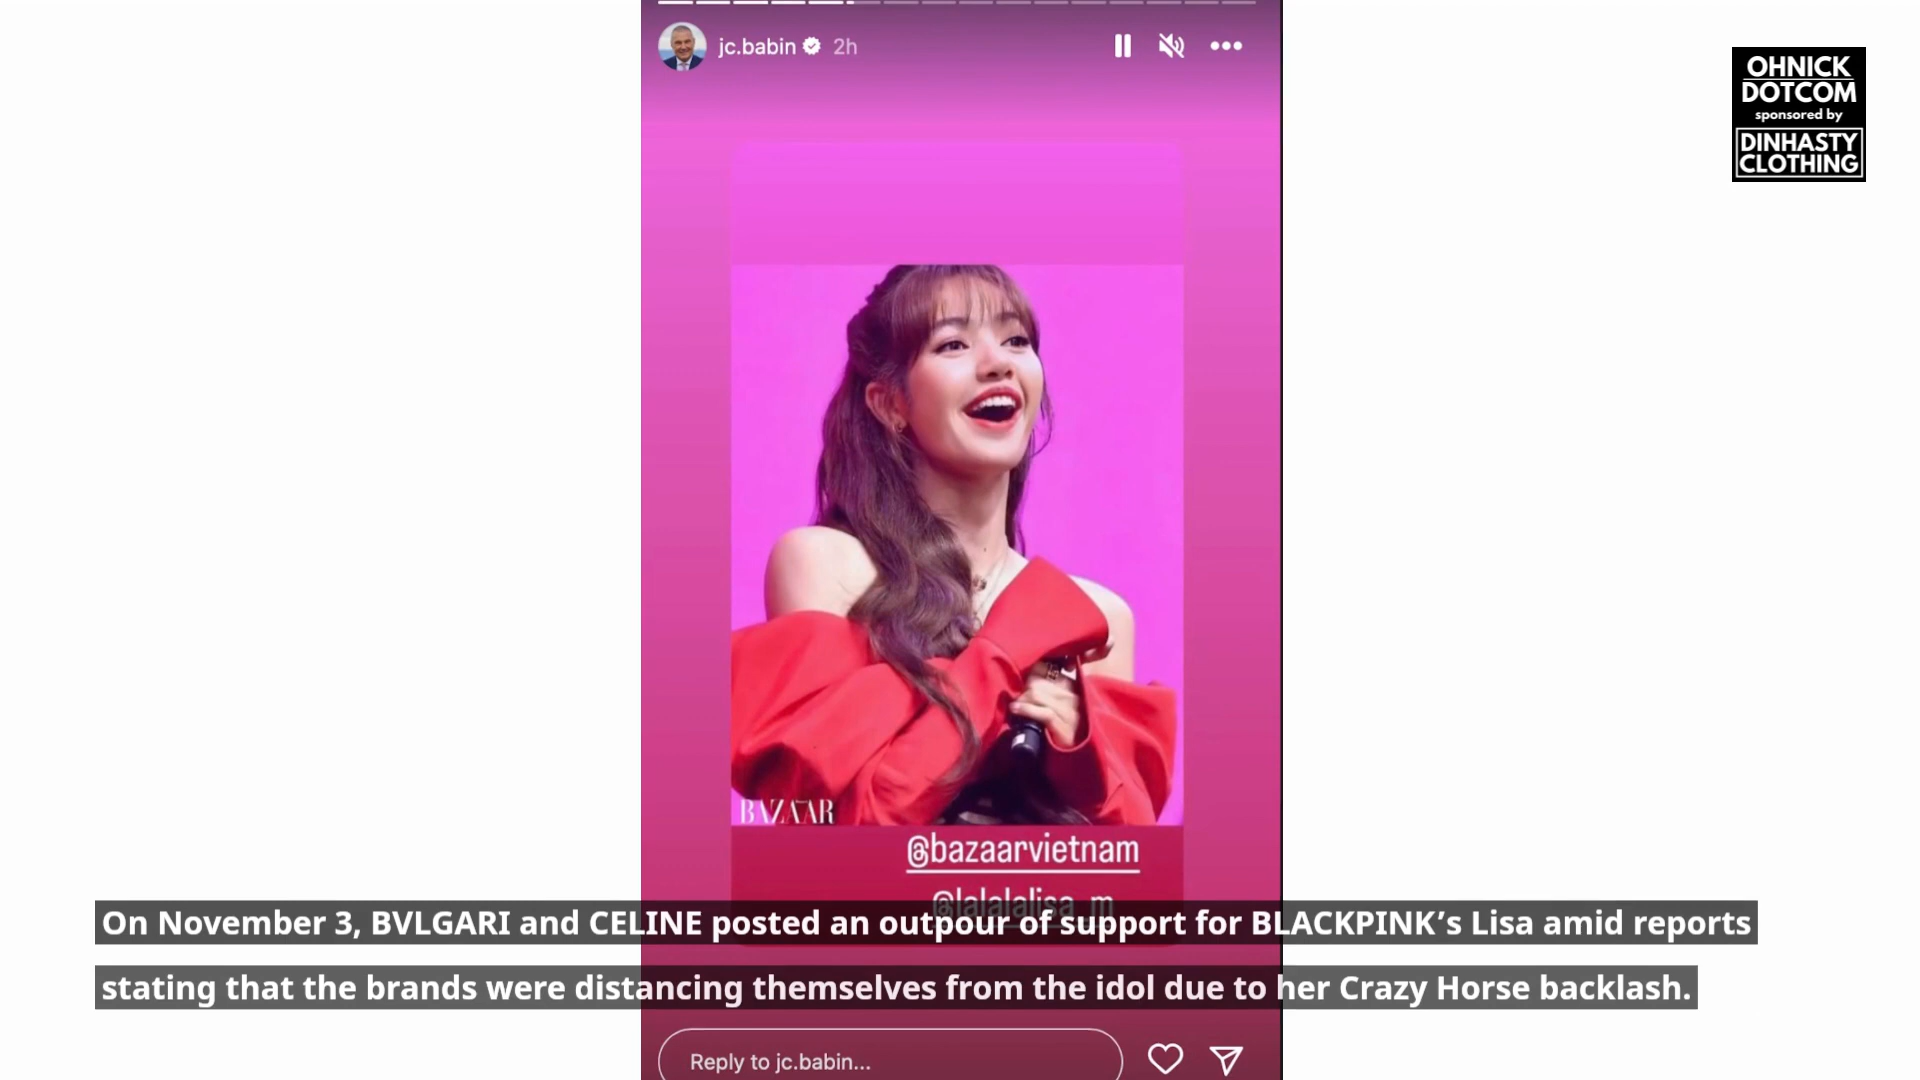 jc.babin 2h
OHNICK
DOTCOM
sponsored by
DINHASTY
CLOTHING
BAZAAR
@bazaarvietnam
@lalalalisa_m
On November 3, BVLGARI and CELINE posted an outpour of support for BLACKPINK’s Lisa amid reports
stating that the brands were distancing themselves from the idol due to her Crazy Horse backlash.
Reply to jc.babin...